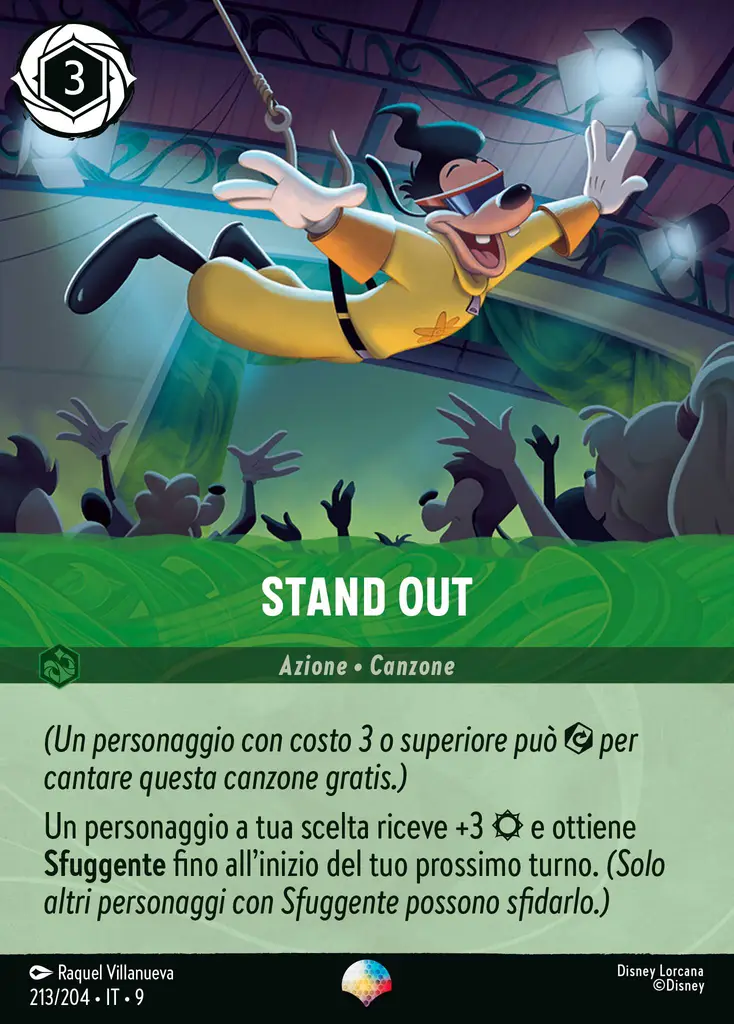 3
STAND OUT
Azione • Canzone
(Un personaggio con costo 3 o superiore può per
cantare questa canzone gratis.)
Un personaggio a tua scelta riceve +3 e ottiene
Sfuggente fino all'inizio del tuo prossimo turno. (Solo
altri personaggi con Sfuggente possono sfidarlo.)
Raquel Villanueva
213/204 • IT • 9
Disney Lorcana
©Disney